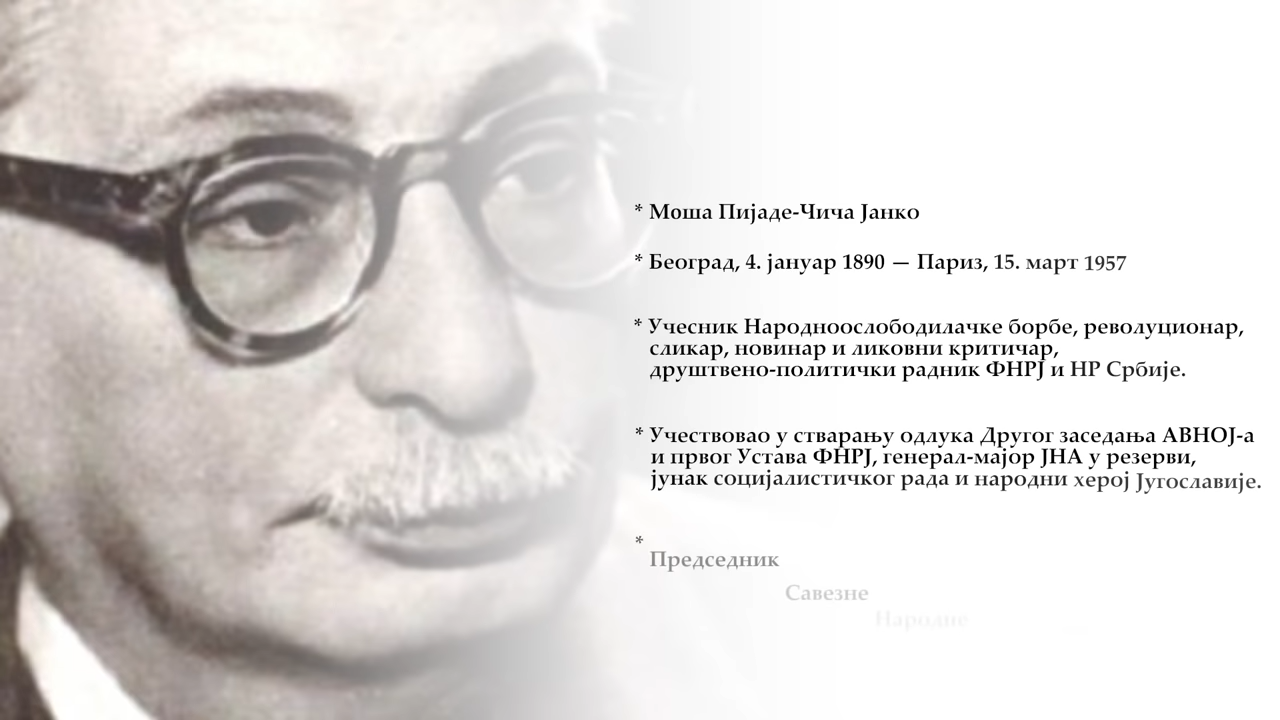 * Моша Пијаде-Чича Јанко
* Београд, 4. јануар 1890 — Париз, 15. март 1957
* Учесник Народноослободилачке борбе, револуционар,
сликар, новинар и ликовни критичар,
друштвено-политички радник ФНРЈ и НР Србије.
* Учествовао у стварању одлука Другог заседања АВНОЈ-а
и првог Устава ФНРЈ, генерал-мајор ЈНА у резерви,
јунак социјалистичког рада и народни херој Југославије.
*
Председник
Савезне
Народне